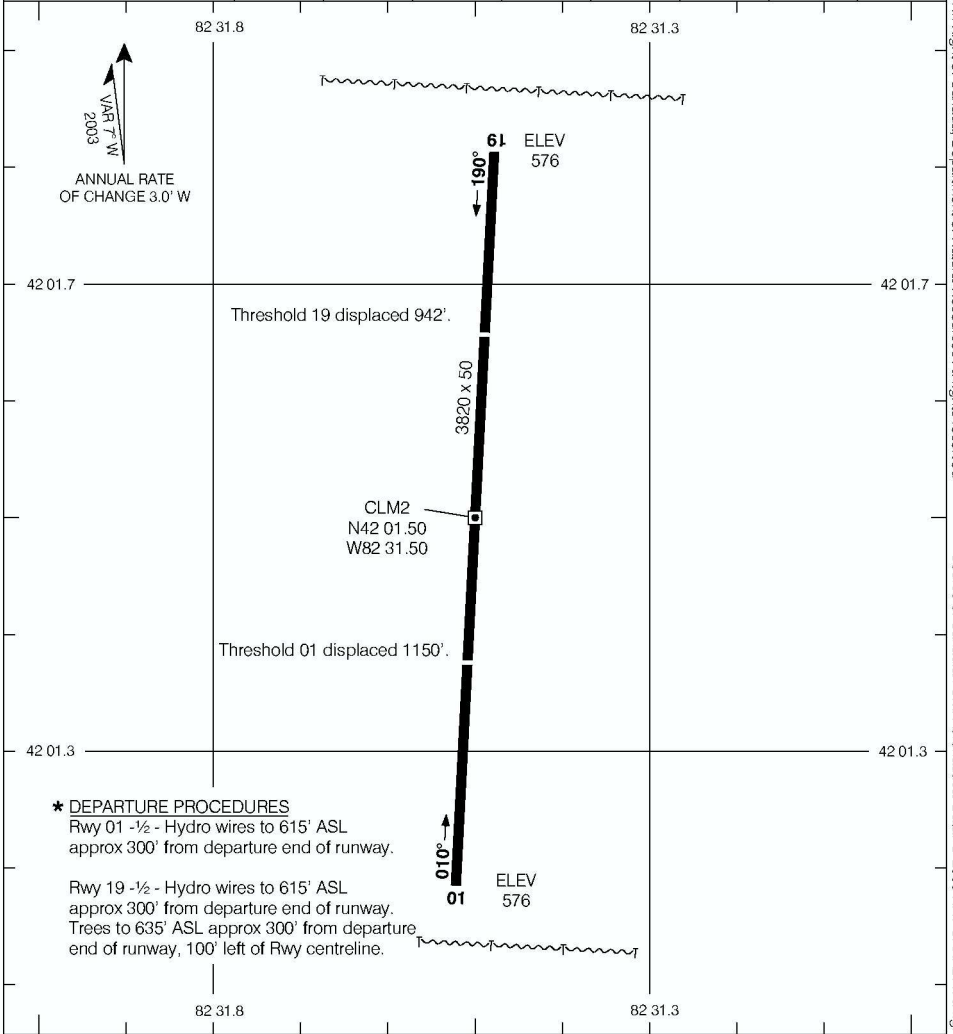 82 31.8
82 31.3
VAR 7° W
2003
ANNUAL RATE
OF CHANGE 3.0' W
19
ELEV
576
190°
42 01.7
42 01.7
Threshold 19 displaced 942'.
3820 x 50
CLM2
N42 01.50
W82 31.50
Threshold 01 displaced 1150'.
42 01.3
42 01.3
* DEPARTURE PROCEDURES
Rwy 01 -½ - Hydro wires to 615' ASL
approx 300' from departure end of runway.
Rwy 19 -½ - Hydro wires to 615' ASL
approx 300' from departure end of runway.
Trees to 635' ASL approx 300' from departure
end of runway, 100' left of Rwy centreline.
010°
01
ELEV
576
82 31.8
82 31.3